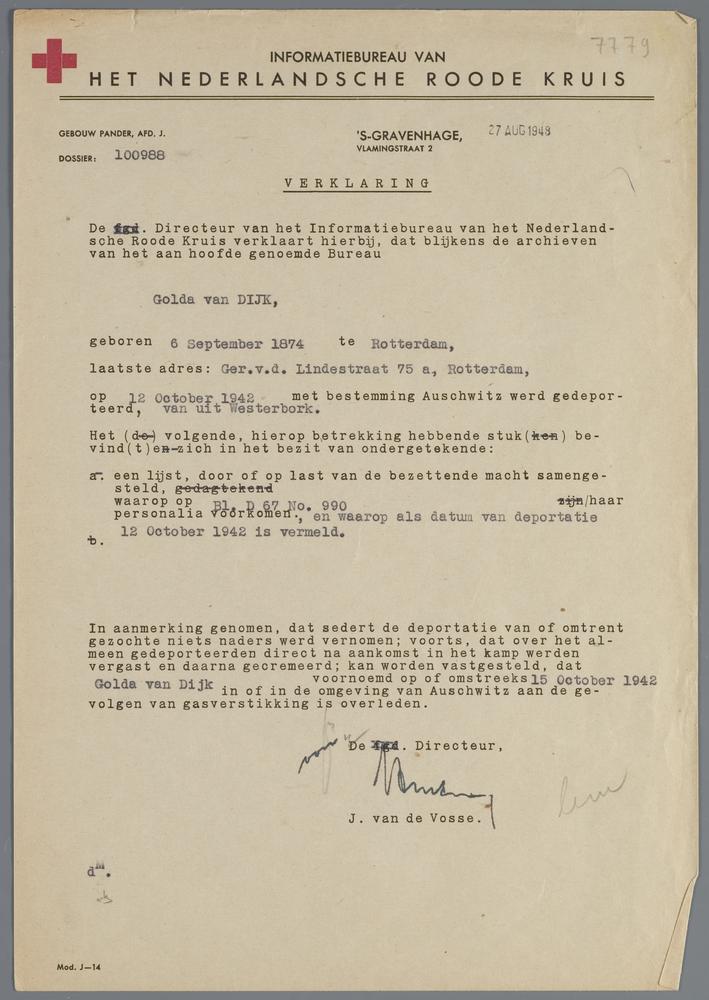 7779
INFORMATIEBUREAU VAN
HET NEDERLANDSCHE ROODE KRUIS
GEBOUW PANDER, AFD. J.
'S-GRAVENHAGE, 27 AUG 1948
VLAMINGSTRAAT 2
DOSSIER: 100988
VERKLARING
De fgd. Directeur van het Informatiebureau van het Nederland-
sche Roode Kruis verklaart hierbij, dat blijkens de archieven
van het aan hoofde genoemde Bureau
Golda van DIJK,
geboren 6 September 1874 te Rotterdam,
laatste adres: Ger.v.d. Lindestraat 75 a, Rotterdam,
op 12 October 1942 met bestemming Auschwitz werd gedepor-
teerd, van uit Westerbork.
Het (de) volgende, hierop betrekking hebbende stuk(ken) be-
vind(t)en zich in het bezit van ondergetekende:
a. een lijst, door of op last van de bezettende macht samenge-
steld, gedagtekend
waarop op Bl. D 67 No. 990 zijn/haar
personalia voorkomen., en waarop als datum van deportatie
12 October 1942 is vermeld.
b.
In aanmerking genomen, dat sedert de deportatie van of omtrent
gezochte niets naders werd vernomen; voorts, dat over het al-
meen gedeporteerden direct na aankomst in het kamp werden
vergast en daarna gecremeerd; kan worden vastgesteld, dat
Golda van Dijk voornoemd op of omstreeks 15 October 1942
in of in de omgeving van Auschwitz aan de ge-
volgen van gasverstikking is overleden.
De fgd. Directeur,
J. van de Vosse.
dM.
Mod. J-14